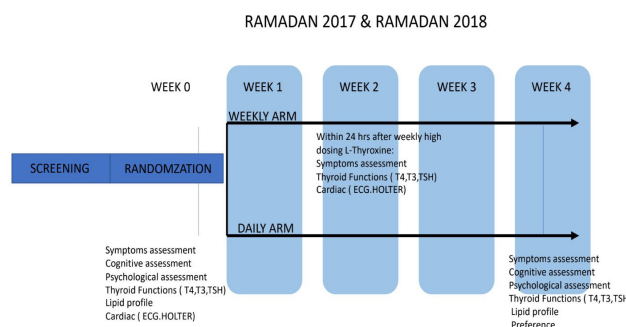 RAMADAN 2017 & RAMADAN 2018
WEEK 0
WEEK 1
WEEK 2
WEEK 3
WEEK 4
WEEKLY ARM
Within 24 hrs after weekly high
dosing L-Thyroxine:
Symptoms assessment
Thyroid Functions ( T4,T3,TSH)
Cardiac ( ECG.HOLTER)
SCREENING
RANDOMZATION
DAILY ARM
Symptoms assessment
Cognitive assessment
Psychological assessment
Thyroid Functions ( T4,T3,TSH)
Lipid profile
Cardiac ( ECG.HOLTER)
Symptoms assessment
Cognitive assessment
Psychological assessment
Thyroid Functions ( T4,T3,TSH
Lipid profile
Preference